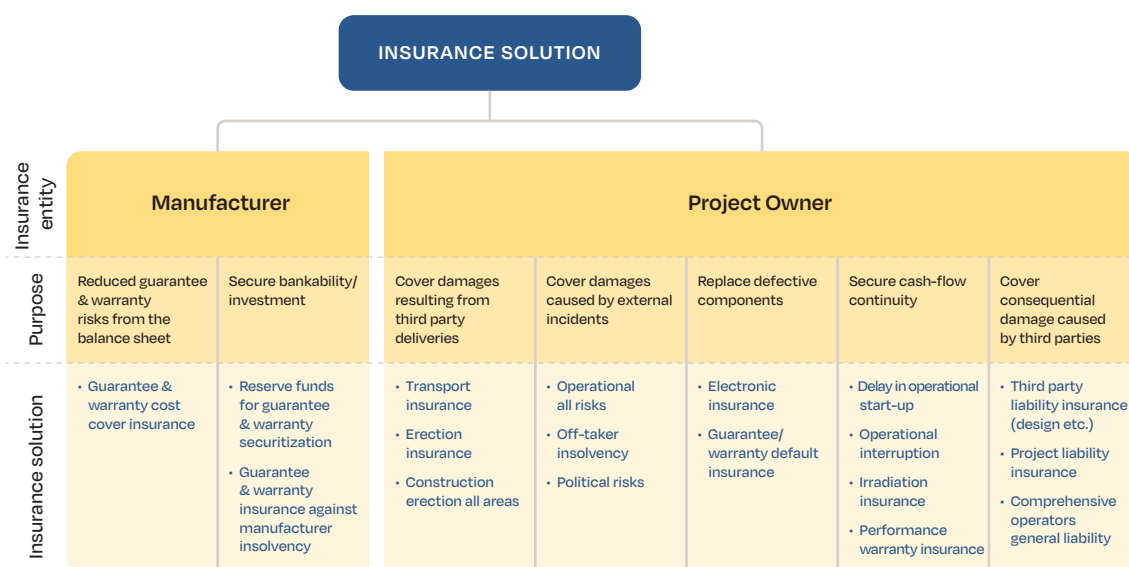 INSURANCE SOLUTION
Insurance
entity
Manufacturer
Project Owner
Purpose
Reduced guarantee
& warranty
risks from the
balance sheet
Secure bankability/
investment
Cover damages
resulting from
third party
deliveries
Cover damages
caused by external
incidents
Replace defective
components
Secure cash-flow
continuity
Cover
consequential
damage caused
by third parties
Insurance solution
• Guarantee &
warranty cost
cover insurance
• Reserve funds
for guarantee
& warranty
securitization
• Guarantee
& warranty
insurance against
manufacturer
insolvency
• Transport
insurance
• Erection
insurance
• Construction
erection all areas
• Operational
all risks
• Off-taker
insolvency
• Political risks
• Electronic
insurance
• Guarantee/
warranty default
insurance
• Delay in operational
start-up
• Operational
interruption
• Irradiation
insurance
• Performance
warranty insurance
• Third party
liability insurance
(design etc.)
• Project liability
insurance
• Comprehensive
operators
general liability